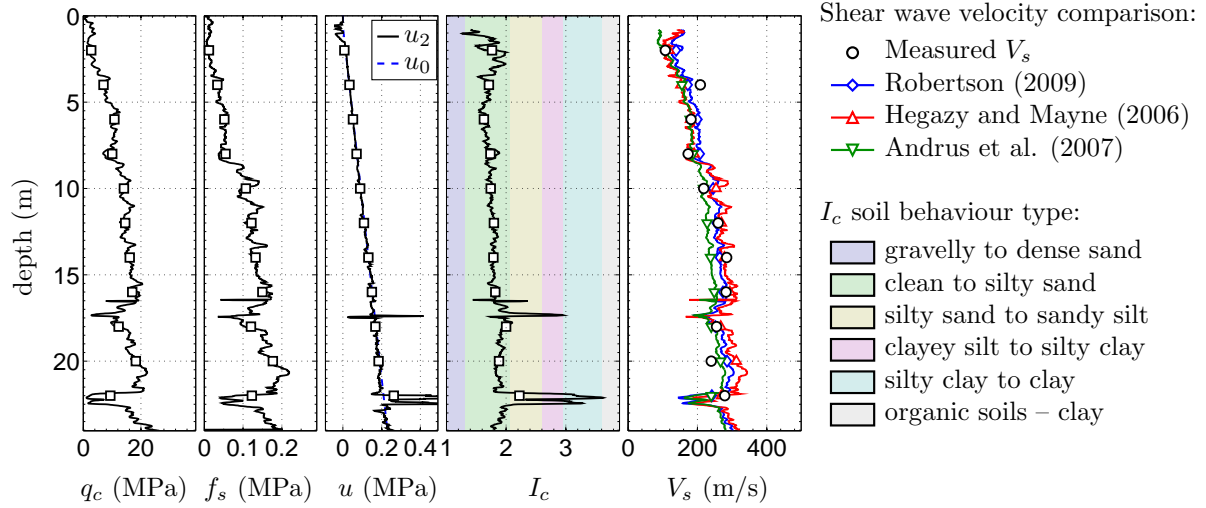 0
5
10
15
20
depth (m)
0 20
q_c (MPa)
0 0.1 0.2
f_s (MPa)
u_2
u_0
0 0.2 0.4
u (MPa)
1 2 3
I_c
0 200 400
V_s (m/s)
Shear wave velocity comparison:
Measured V_s
Robertson (2009)
Hegazy and Mayne (2006)
Andrus et al. (2007)
I_c soil behaviour type:
gravelly to dense sand
clean to silty sand
silty sand to sandy silt
clayey silt to silty clay
silty clay to clay
organic soils – clay